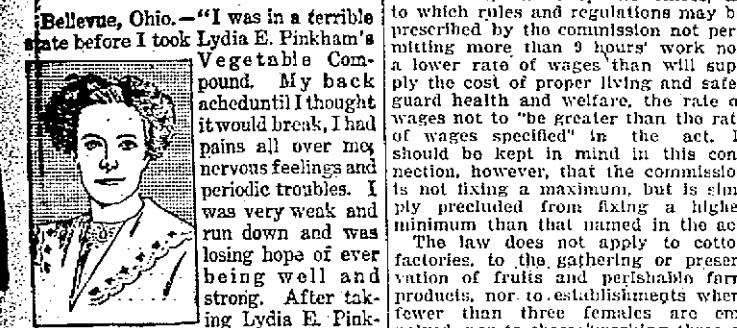 Bellevue, Ohio.—"I was in a terrible
state before I took Lydia E. Pinkham's
Vegetable Com-
pound. My back
acheduntil I thought
it would break, I had
pains all over me,
nervous feelings and
periodic troubles. I
was very weak and
run down and was
losing hope of ever
being well and
strong. After tak-
ing Lydia E. Pink-
to which rules and regulations may b
prescribed by the commission not per
mitting more than 9 hours' work no
a lower rate of wages than will sup
ply the cost of proper living and safe
guard health and welfare, the rate o
wages not to "be greater than the rat
of wages specified" in the act. I
should be kept in mind in this con
nection, however, that the commissio
is not fixing a maximum, but is sim
ply precluded from fixing a highe
minimum than that named in the ac
The law does not apply to cotto
factories, to the gathering or preser
vation of fruits and perishable farm
products, nor to establishments wher
fewer than three females are em